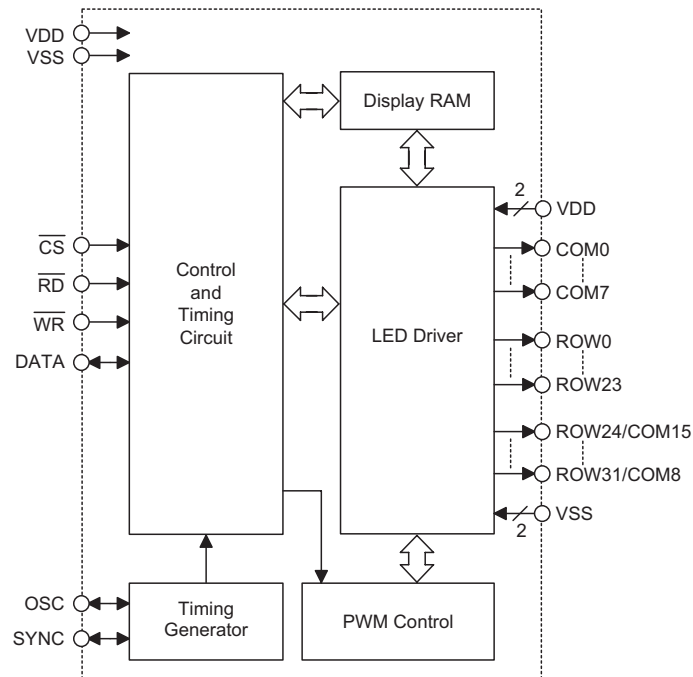 VDD
VSS
Display RAM
2
VDD
CS
RD
WR
DATA
Control
and
Timing
Circuit
LED Driver
COM0
COM7
ROW0
ROW23
ROW24/COM15
ROW31/COM8
VSS
2
OSC
SYNC
Timing
Generator
PWM Control